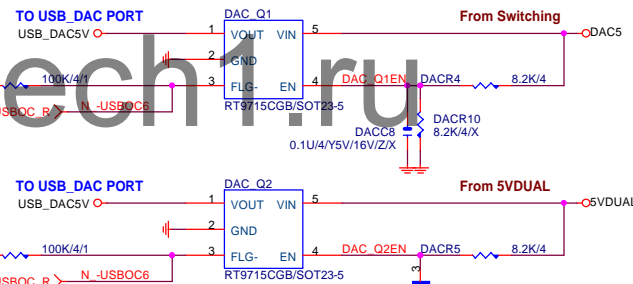 TO USB_DAC PORT
DAC_Q1
From Switching
USB_DAC5V
1
VOUT
VIN
5
DAC5
2
GND
100K/4/1
3
FLG-
EN
4
DAC_Q1EN
DACR4
8.2K/4
USBOC_R
N_-USBOC6
RT9715CGB/SOT23-5
DACC8
0.1U/4/Y5V/16V/Z/X
DACR10
8.2K/4/X
ech1.ru
TO USB_DAC PORT
DAC_Q2
From 5VDUAL
USB_DAC5V
1
VOUT
VIN
5
5VDUAL
2
GND
100K/4/1
3
FLG-
EN
4
DAC_Q2EN
DACR5
8.2K/4
USBOC_R
N_-USBOC6
RT9715CGB/SOT23-5
3